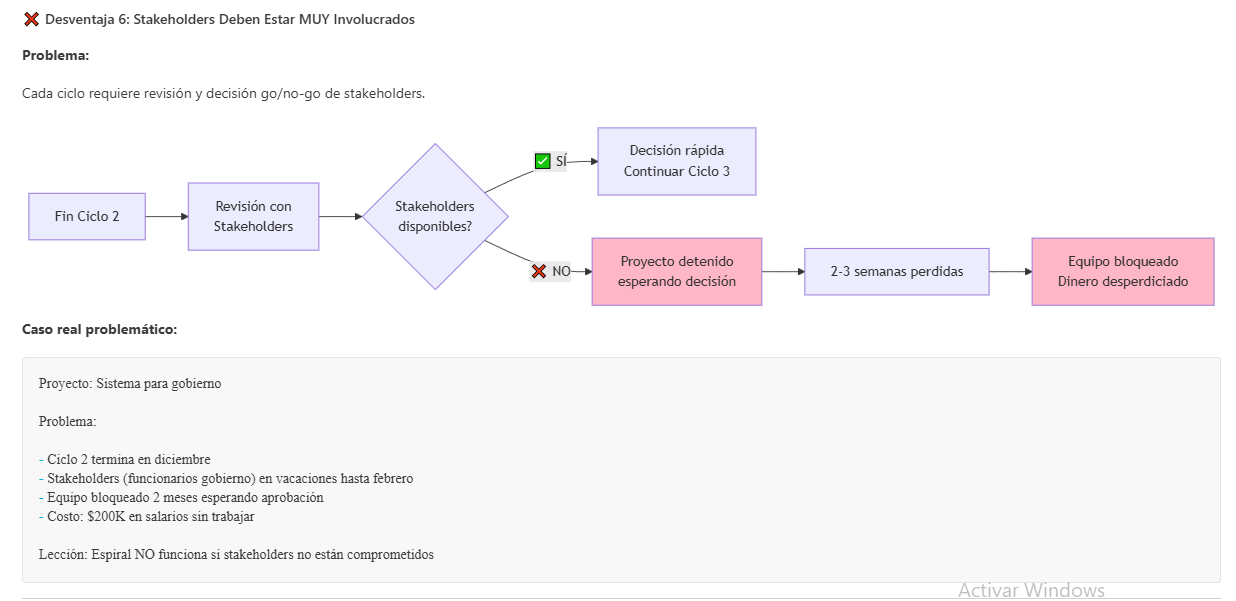 ❌ Desventaja 6: Stakeholders Deben Estar MUY Involucrados
Problema:
Cada ciclo requiere revisión y decisión go/no-go de stakeholders.
Fin Ciclo 2
Revisión con
Stakeholders
Stakeholders
disponibles?
✅ SÍ
Decisión rápida
Continuar Ciclo 3
❌ NO
Proyecto detenido
esperando decisión
2-3 semanas perdidas
Equipo bloqueado
Dinero desperdiciado
Caso real problemático:
Proyecto: Sistema para gobierno
Problema:
- Ciclo 2 termina en diciembre
- Stakeholders (funcionarios gobierno) en vacaciones hasta febrero
- Equipo bloqueado 2 meses esperando aprobación
- Costo: $200K en salarios sin trabajar
Lección: Espiral NO funciona si stakeholders no están comprometidos
Activar Windows